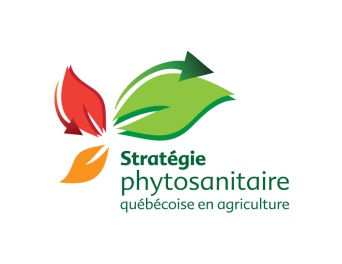 Stratégie
phytosanitaire
québécoise en agriculture